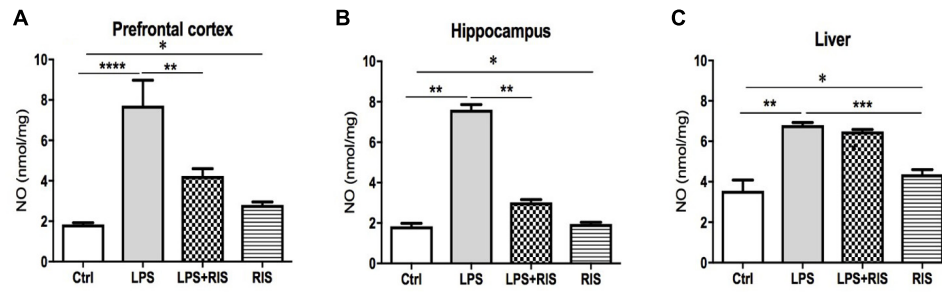 A
Prefrontal cortex
*
**** **
NO (nmol/mg)
10
8
6
4
2
0
Ctrl LPS LPS+RIS RIS
B
Hippocampus
*
** **
NO (nmol/mg)
10
8
6
4
2
0
Ctrl LPS LPS+RIS RIS
C
Liver
*
** ***
NO (nmol/mg)
10
8
6
4
2
0
Ctrl LPS LPS+RIS RIS